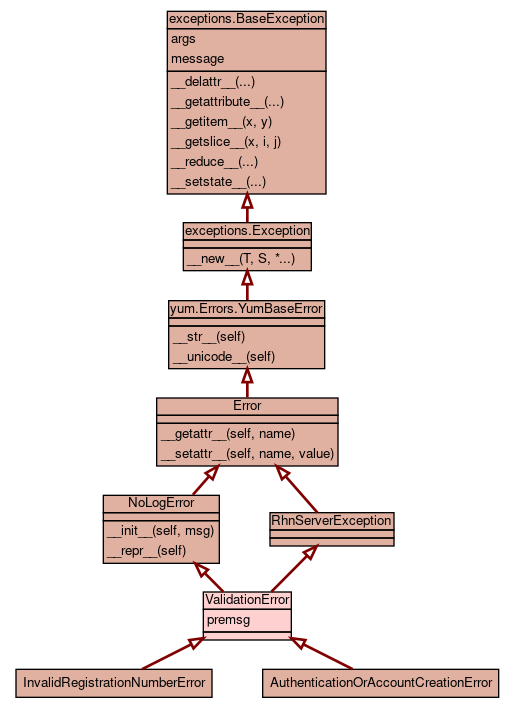 exceptions.BaseException
args
message
__delattr__(...)
__getattribute__(...)
__getitem__(x, y)
__getslice__(x, i, j)
__reduce__(...)
__setstate__(...)
exceptions.Exception
__new__(T, S, *...)
yum.Errors.YumBaseError
__str__(self)
__unicode__(self)
Error
__getattr__(self, name)
__setattr__(self, name, value)
NoLogError
__init__(self, msg)
__repr__(self)
RhnServerException
ValidationError
premsg
InvalidRegistrationNumberError
AuthenticationOrAccountCreationError